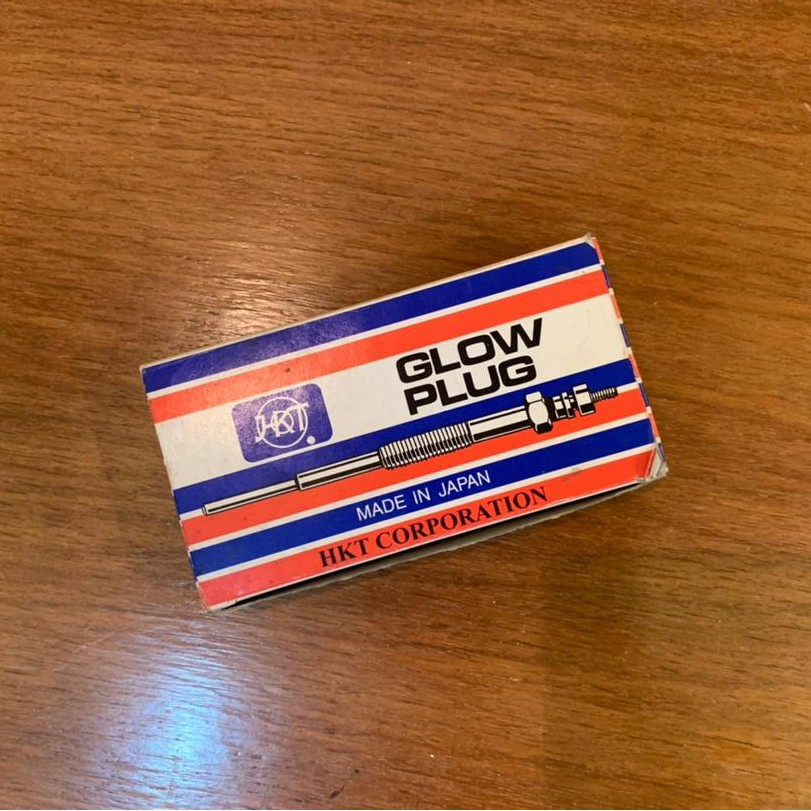 GLOW
PLUG
HKT
MADE IN JAPAN
HKT CORPORATION